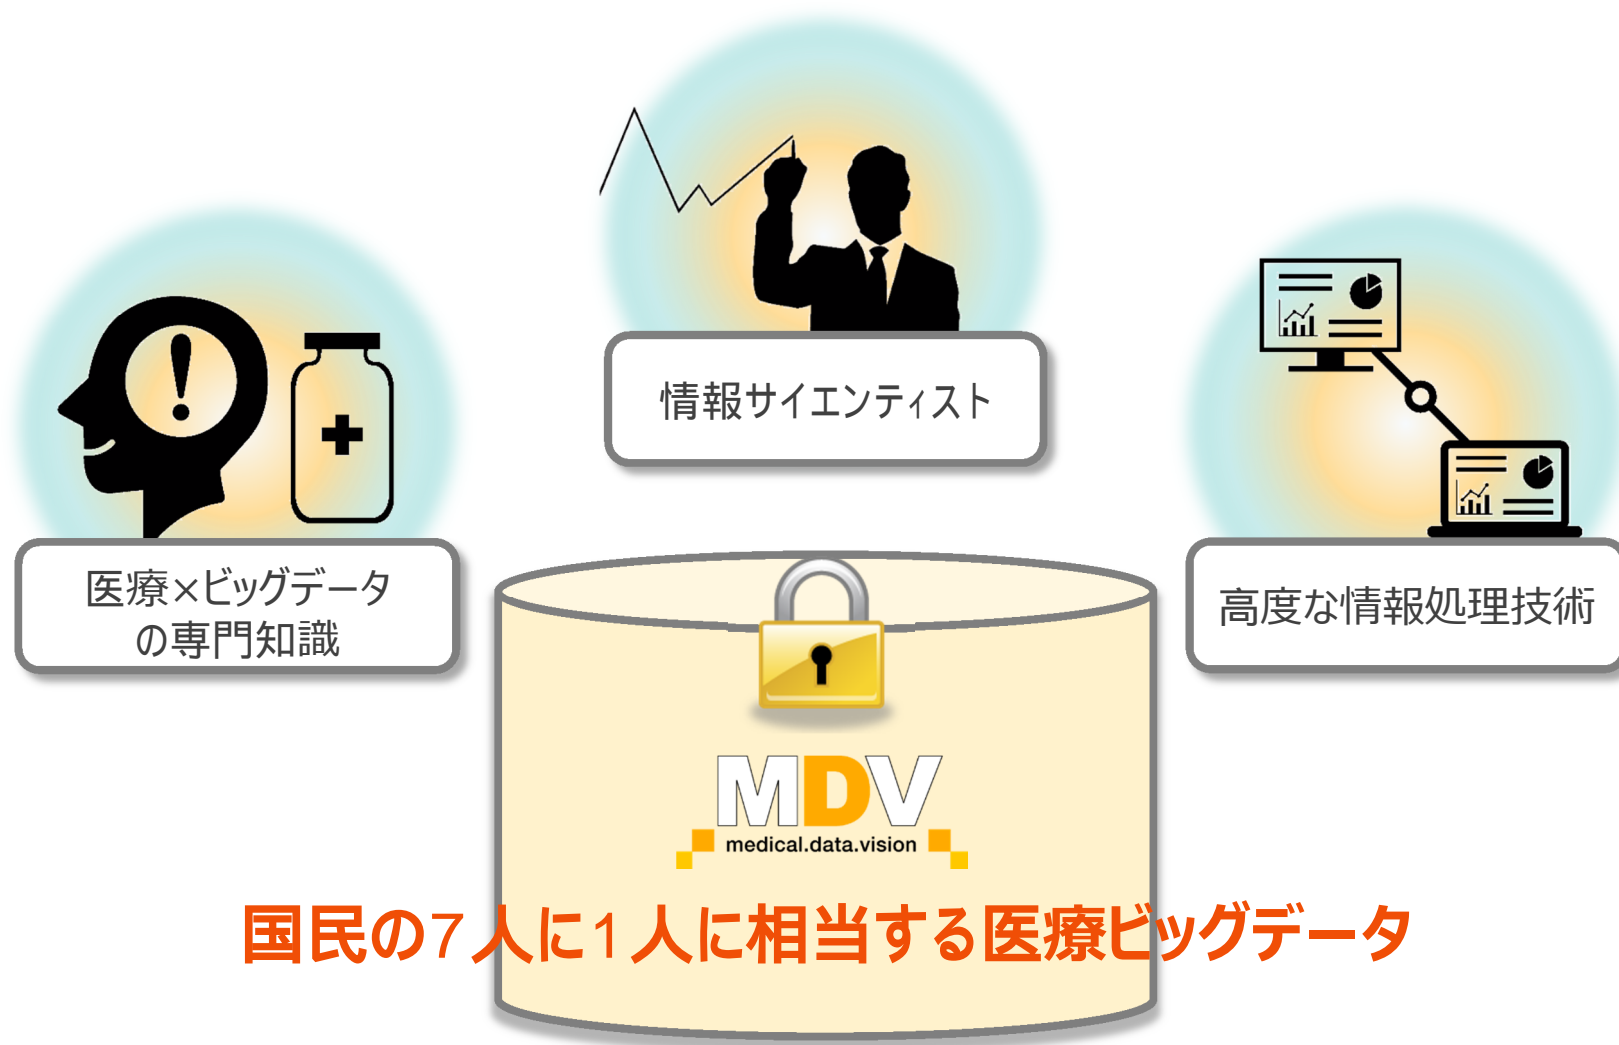 情報サイエンティスト
医療×ビッグデータ
の専門知識
高度な情報処理技術
MDV
medical.data.vision
国民の7人に1人に相当する医療ビッグデータ